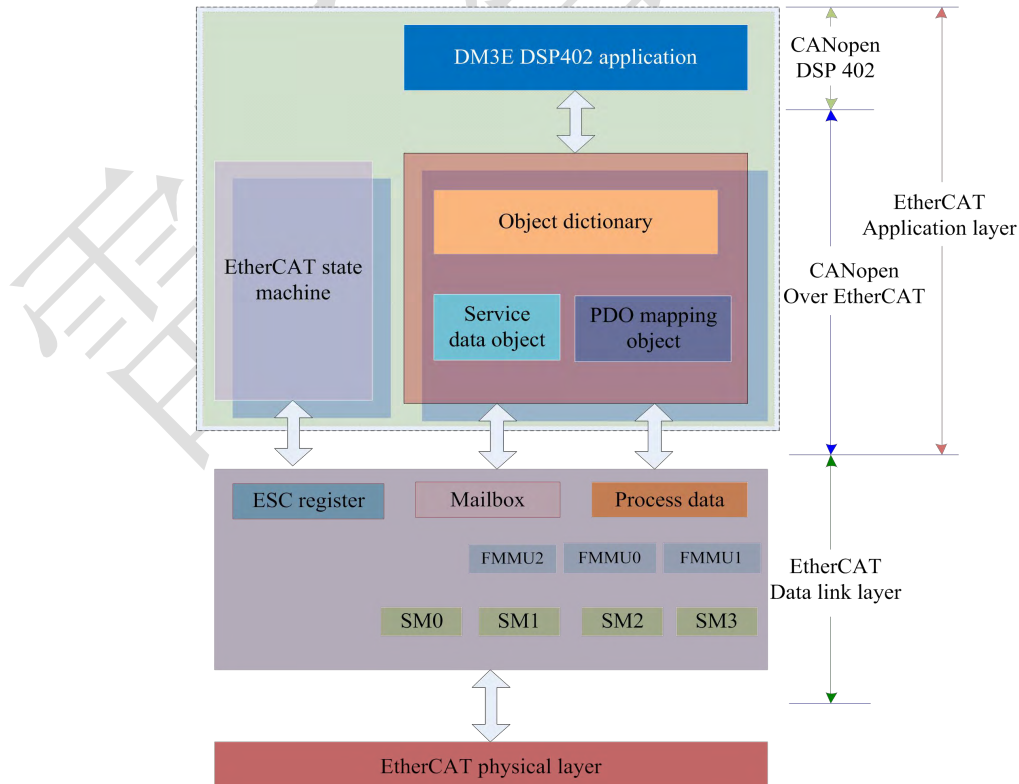 DM3E DSP402 application
CANopen
DSP 402
Object dictionary
EtherCAT state
machine
Service
data object
PDO mapping
object
EtherCAT
Application layer
CANopen
Over EtherCAT
ESC register
Mailbox
Process data
FMMU2
FMMU0
FMMU1
SM0
SM1
SM2
SM3
EtherCAT
Data link layer
EtherCAT physical layer